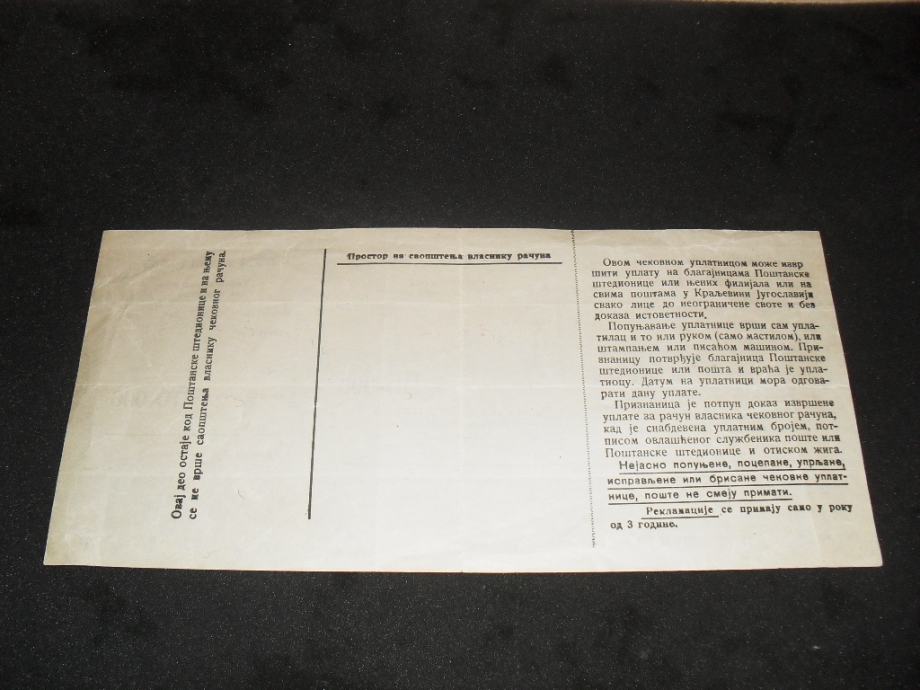 Овај део остаје код Поштанске штедионице и на њему
се не врше саопштења власнику чековног рачуна.
Простор за саопштења власнику рачуна
Овом чековном уплатницом може извр
шити уплату на благајницама Поштанске
штедионице или њених филијала или на
свима поштама у Краљевини Југославији
свако лице до неограничене своте и без
доказа истоветности.
Попуњавање уплатнице врши сам упла-
тилац и то или руком (само мастилом), или
штампањем или писаћом машином. При-
знаницу потврђује благајница Поштанске
штедионице или пошта и враћа је упла-
тиоцу. Датум на уплатници мора одгова-
рати дану уплате.
Признаница је потпун доказ извршене
уплате за рачун власника чековног рачуна,
кад је снабдевена уплатним бројем, пот-
писом овлашћеног службеника поште или
Поштанске штедионице и отиском жига.
Нејасно попуњене, поцепане, упрљане,
исправљене или брисане чековне уплат-
нице, поште не смеју примати.
Рекламације се примају само у року
од 3 године.